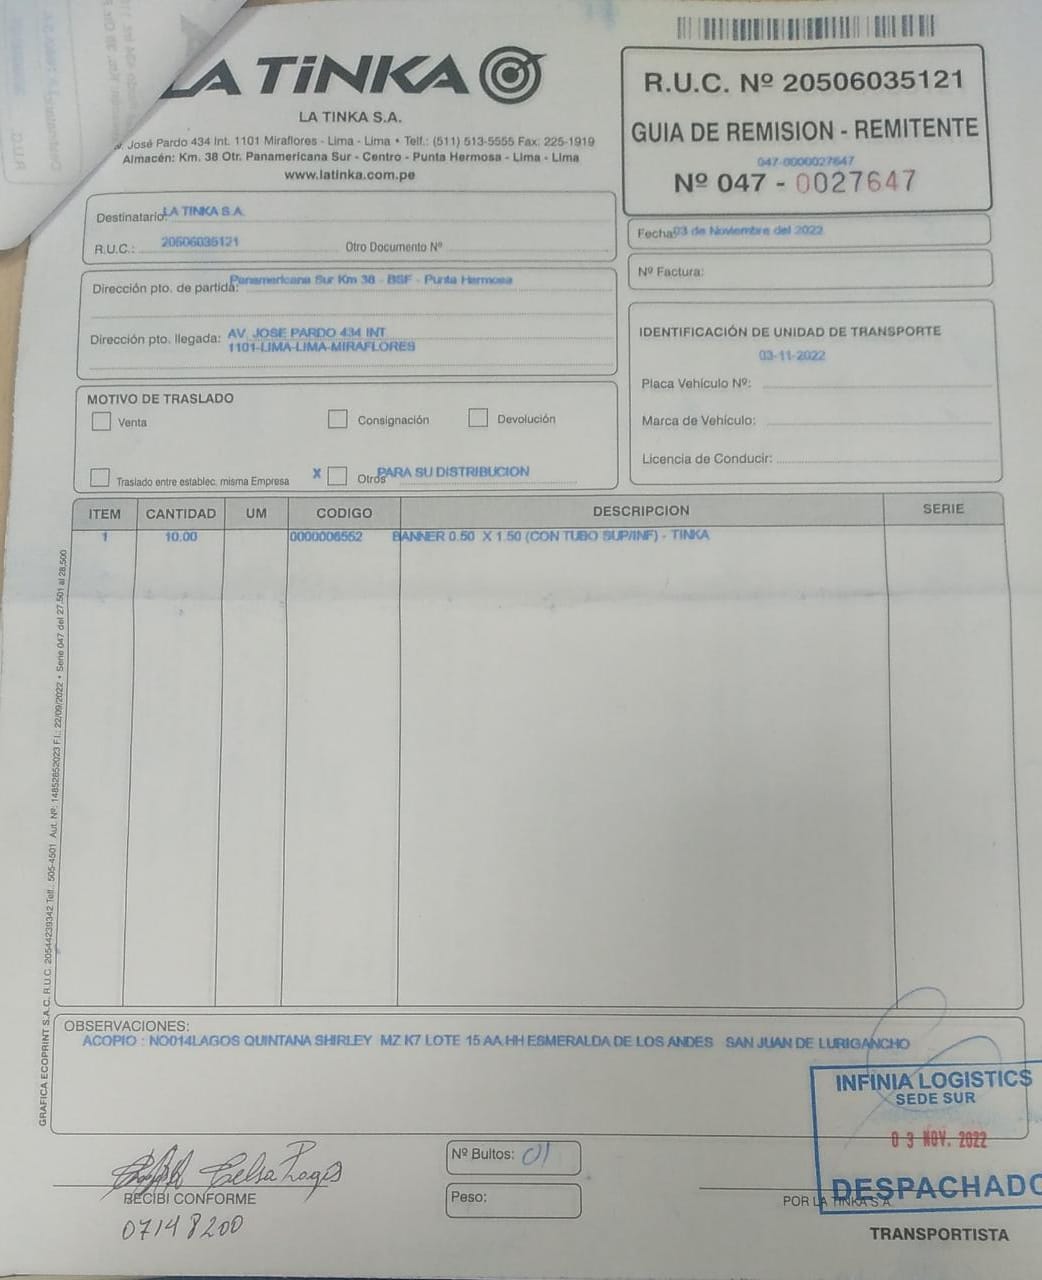 LA TiNKA
LA TINKA S.A.
José Pardo 434 Int. 1101 Miraflores - Lima - Lima • Telf.: (511) 513-5555 Fax: 225-1919
Almacén: Km. 38 Otr. Panamericana Sur - Centro - Punta Hermosa - Lima - Lima
www.latinka.com.pe
R.U.C. Nº 20506035121
GUIA DE REMISION - REMITENTE
047-0000027647
Nº 047 - 0027647
Destinatario: LA TINKA S.A.
R.U.C.: 20506035121 Otro Documento Nº
Fecha: 03 de Noviembre del 2022
Nº Factura:
Dirección pto. de partida: Panamericana Sur Km 38 - BSF - Punta Hermosa
Dirección pto. llegada: AV. JOSE PARDO 434 INT
1101-LIMA-LIMA-MIRAFLORES
IDENTIFICACIÓN DE UNIDAD DE TRANSPORTE
03-11-2022
Placa Vehículo Nº:
Marca de Vehículo:
Licencia de Conducir:
MOTIVO DE TRASLADO
Venta Consignación Devolución
Traslado entre establec. misma Empresa X Otros PARA SU DISTRIBUCION
ITEM CANTIDAD UM CODIGO DESCRIPCION SERIE
1 10.00 0000006552 BANNER 0.50 X 1.50 (CON TUBO SUP/INF) - TINKA
GRAFICA ECOPRINT S.A.C. R.U.C. 20544239342 Telf.: 505-4501 Aut. Nº: 14852852023 F.I.: 22/09/2022 • Serie 047 del 27,501 al 28,500
OBSERVACIONES:
ACOPIO : NO014LAGOS QUINTANA SHIRLEY MZ K7 LOTE 15 AA.HH ESMERALDA DE LOS ANDES SAN JUAN DE LURIGANCHO
INFINIA LOGISTICS
SEDE SUR
03 NOV. 2022
DESPACHADO
Celsa Lagos
RECIBI CONFORME
07148200
Nº Bultos: 01
Peso:
POR LA TINKA S.A.
TRANSPORTISTA